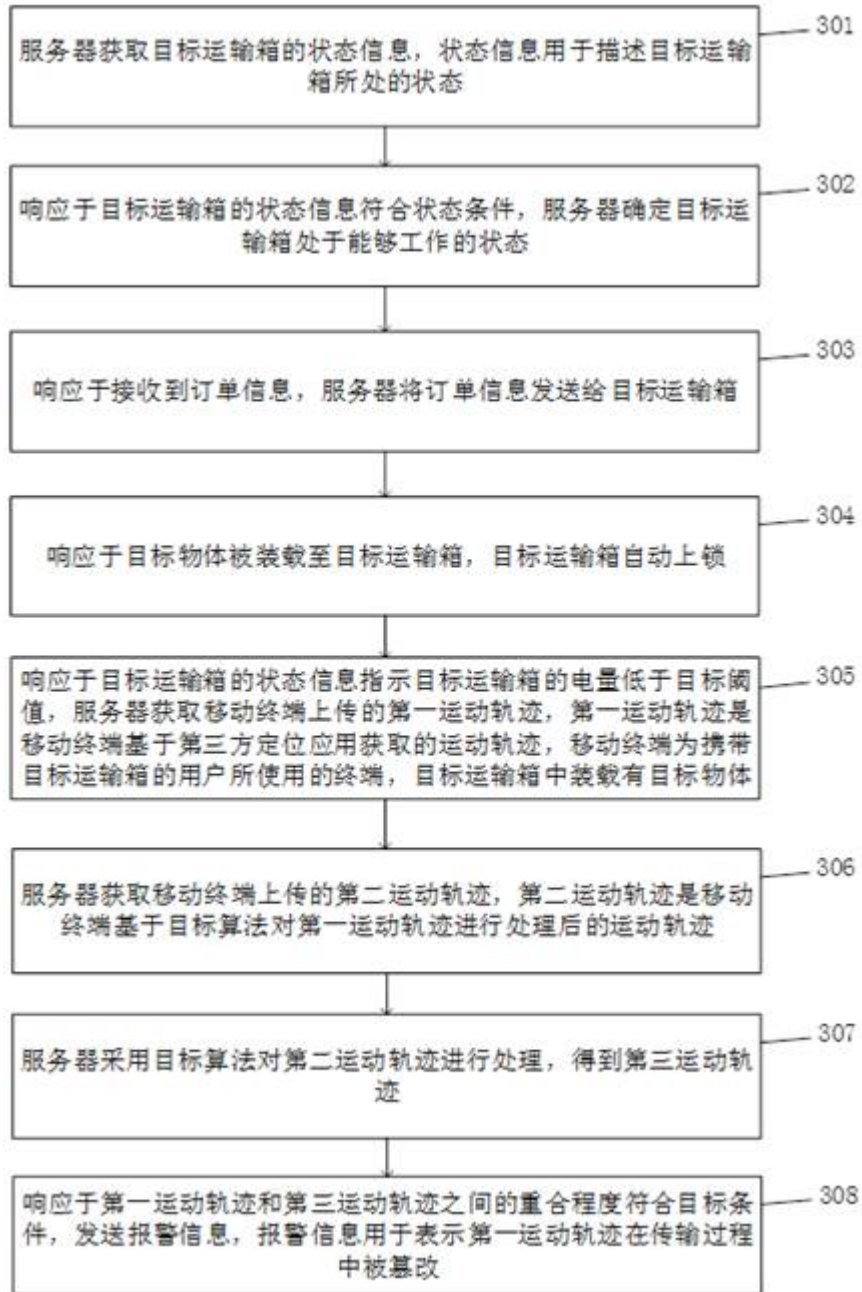 服务器获取目标运输箱的状态信息，状态信息用于描述目标运输
箱所处的状态
301
响应于目标运输箱的状态信息符合状态条件，服务器确定目标运
输箱处于能够工作的状态
302
响应于接收到订单信息，服务器将订单信息发送给目标运输箱
303
响应于目标物体被装载至目标运输箱，目标运输箱自动上锁
304
响应于目标运输箱的状态信息指示目标运输箱的电量低于目标阈
值，服务器获取移动终端上传的第一运动轨迹，第一运动轨迹是
移动终端基于第三方定位应用获取的运动轨迹，移动终端为携带
目标运输箱的用户所使用的终端，目标运输箱中装载有目标物体
305
服务器获取移动终端上传的第二运动轨迹，第二运动轨迹是移动
终端基于目标算法对第一运动轨迹进行处理后的运动轨迹
306
服务器采用目标算法对第二运动轨迹进行处理，得到第三运动轨
迹
307
响应于第一运动轨迹和第三运动轨迹之间的重合程度符合目标条
件，发送报警信息，报警信息用于表示第一运动轨迹在传输过程
中被篡改
308